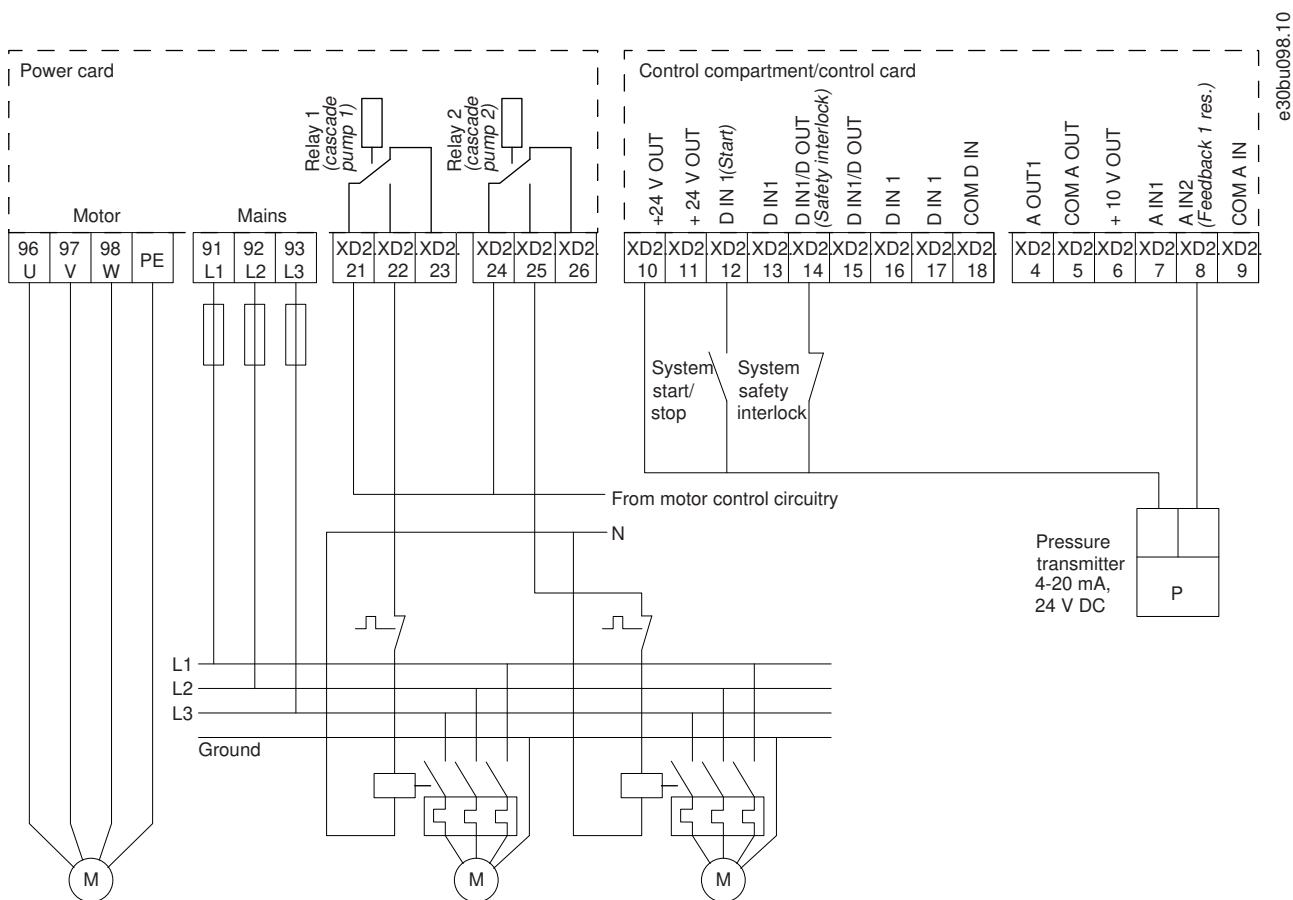 e30bu098.10
Power card
Control compartment/control card
Relay 1
(cascade
pump 1)
Relay 2
(cascade
pump 2)
+24 V OUT
+ 24 V OUT
D IN 1(Start)
D IN1
D IN1/D OUT
(Safety interlock)
D IN1/D OUT
D IN 1
D IN 1
COM D IN
A OUT1
COM A OUT
+ 10 V OUT
A IN1
A IN2
(Feedback 1 res.)
COM A IN
Motor
Mains
96
U
97
V
98
W
PE
91
L1
92
L2
93
L3
XD2.
21
XD2.
22
XD2.
23
XD2.
24
XD2.
25
XD2.
26
XD2.
10
XD2.
11
XD2.
12
XD2.
13
XD2.
14
XD2.
15
XD2.
16
XD2.
17
XD2.
18
XD2.
4
XD2.
5
XD2.
6
XD2.
7
XD2.
8
XD2.
9
System
start/
stop
System
safety
interlock
From motor control circuitry
N
Pressure
transmitter
4-20 mA,
24 V DC
P
L1
L2
L3
Ground
M
M
M